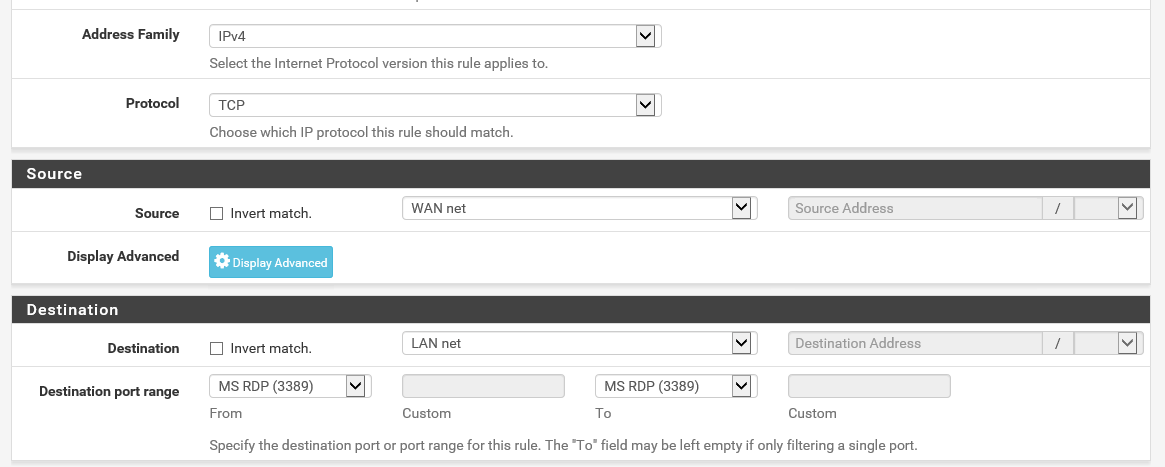 Address Family
IPv4
Select the Internet Protocol version this rule applies to.
Protocol
TCP
Choose which IP protocol this rule should match.
Source
Source
Invert match.
WAN net
Source Address
/
Display Advanced
Display Advanced
Destination
Destination
Invert match.
LAN net
Destination Address
/
Destination port range
MS RDP (3389)
MS RDP (3389)
From
Custom
To
Custom
Specify the destination port or port range for this rule. The "To" field may be left empty if only filtering a single port.